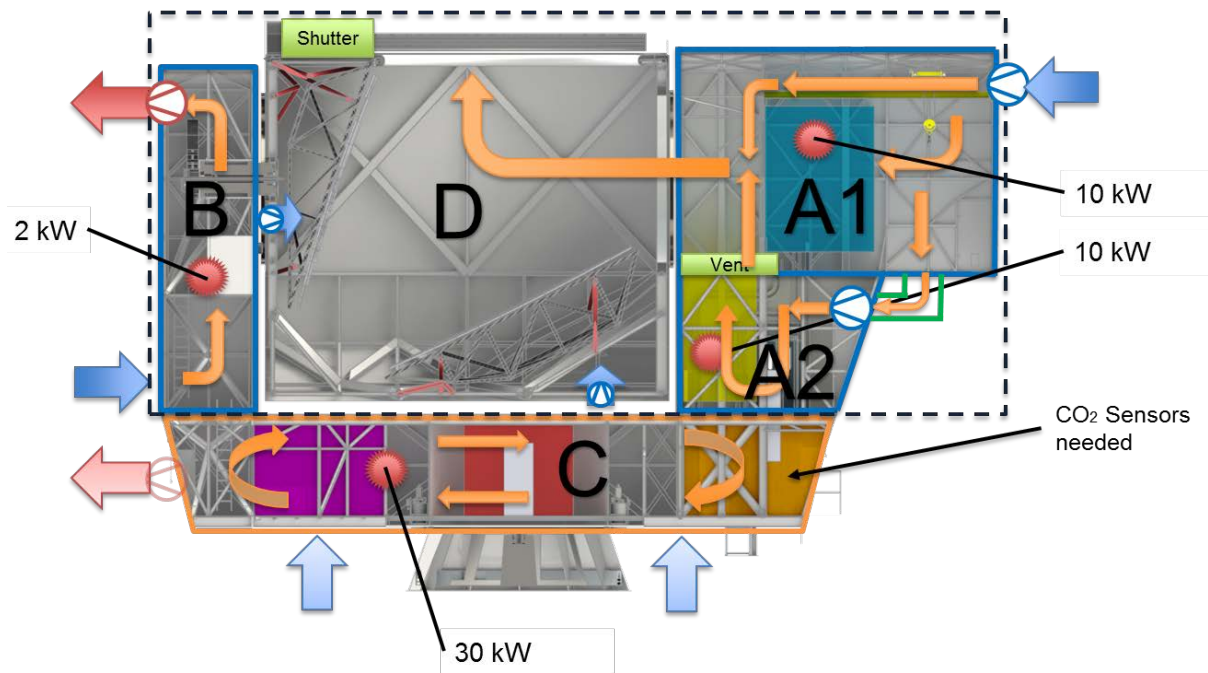 Shutter
B
D
A1
10 kW
2 kW
10 kW
Vent
A2
CO₂ Sensors
needed
C
30 kW